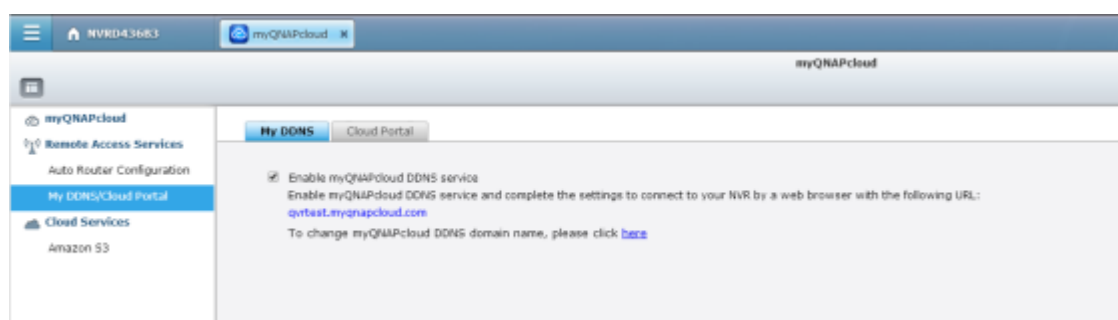 NVRD43683
myQNAPcloud
myQNAPcloud
myQNAPcloud
Remote Access Services
Auto Router Configuration
My DDNS/Cloud Portal
Cloud Services
Amazon S3
My DDNS
Cloud Portal
Enable myQNAPcloud DDNS service
Enable myQNAPcloud DDNS service and complete the settings to connect to your NVR by a web browser with the following URL:
qvrtest.myqnapcloud.com
To change myQNAPcloud DDNS domain name, please click here